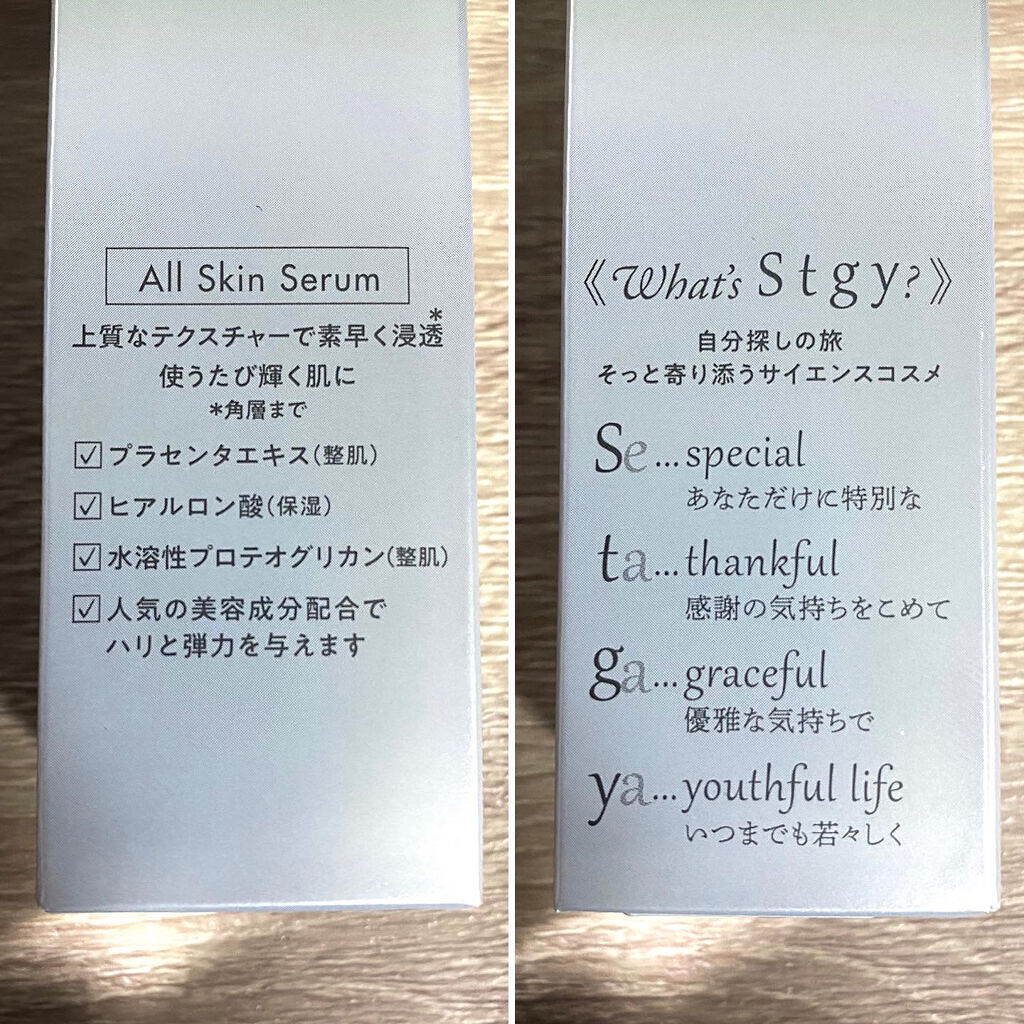 All Skin Serum
上質なテクスチャーで素早く浸透*
使うたび輝く肌に
*角層まで
☑プラセンタエキス(整肌)
☑ヒアルロン酸(保湿)
☑水溶性プロテオグリカン(整肌)
☑人気の美容成分配合で
ハリと弾力を与えます
《What's Stgy?》
自分探しの旅
そっと寄り添うサイエンスコスメ
Se…special
あなただけに特別な
ta…thankful
感謝の気持ちをこめて
ga…graceful
優雅な気持ちで
ya…youthful life
いつまでも若々しく